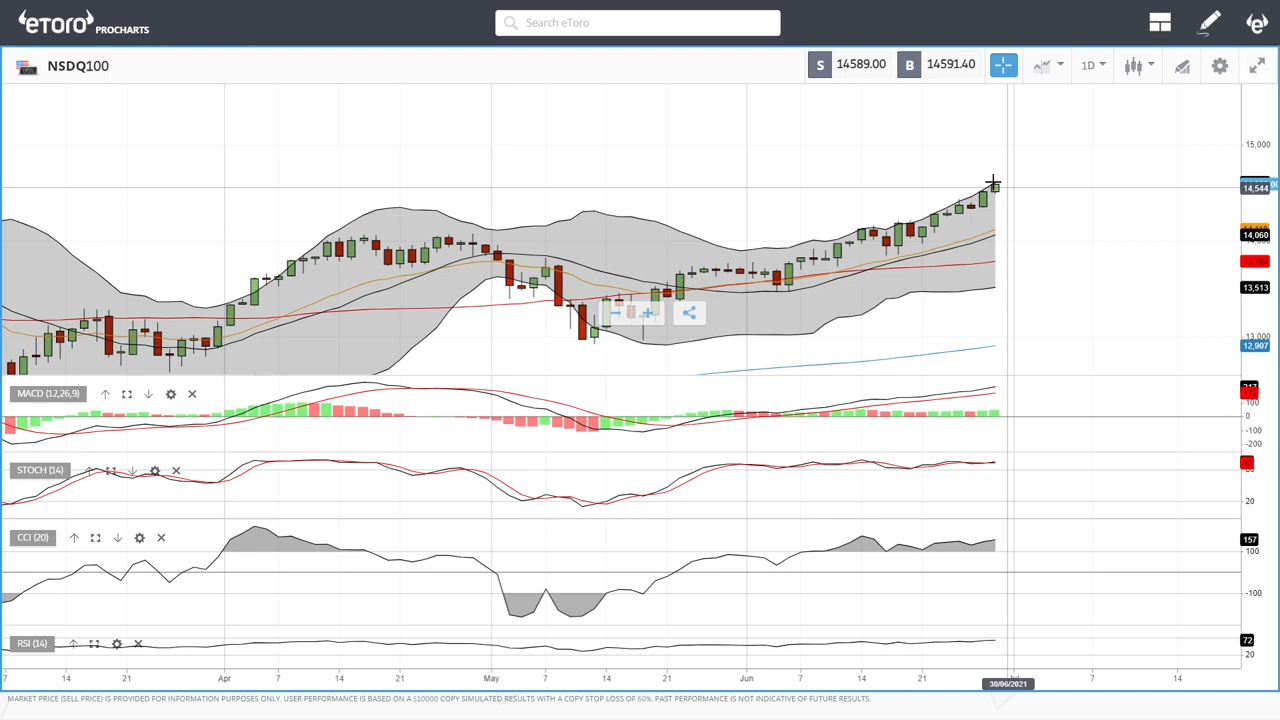 eToro PROCHARTS
Search eToro
NSDQ100
S 14589.00 B 14591.40 1D
15,000
14,544
14,060
13,513
13,000
12,907
MACD (12,26,9)
100
0
-100
-200
STOCH (14)
20
CCI (20)
157
100
-100
RSI (14)
72
20
7 14 21 Apr 7 14 21 May 7 14 21 Jun 7 14 21 7 14
30/06/2021
MARKET PRICE (SELL PRICE) IS PROVIDED FOR INFORMATION PURPOSES ONLY. USER PERFORMANCE IS BASED ON A $10000 COPY SIMULATED RESULTS WITH A COPY STOP LOSS OF 60%. PAST PERFORMANCE IS NOT INDICATIVE OF FUTURE RESULTS.